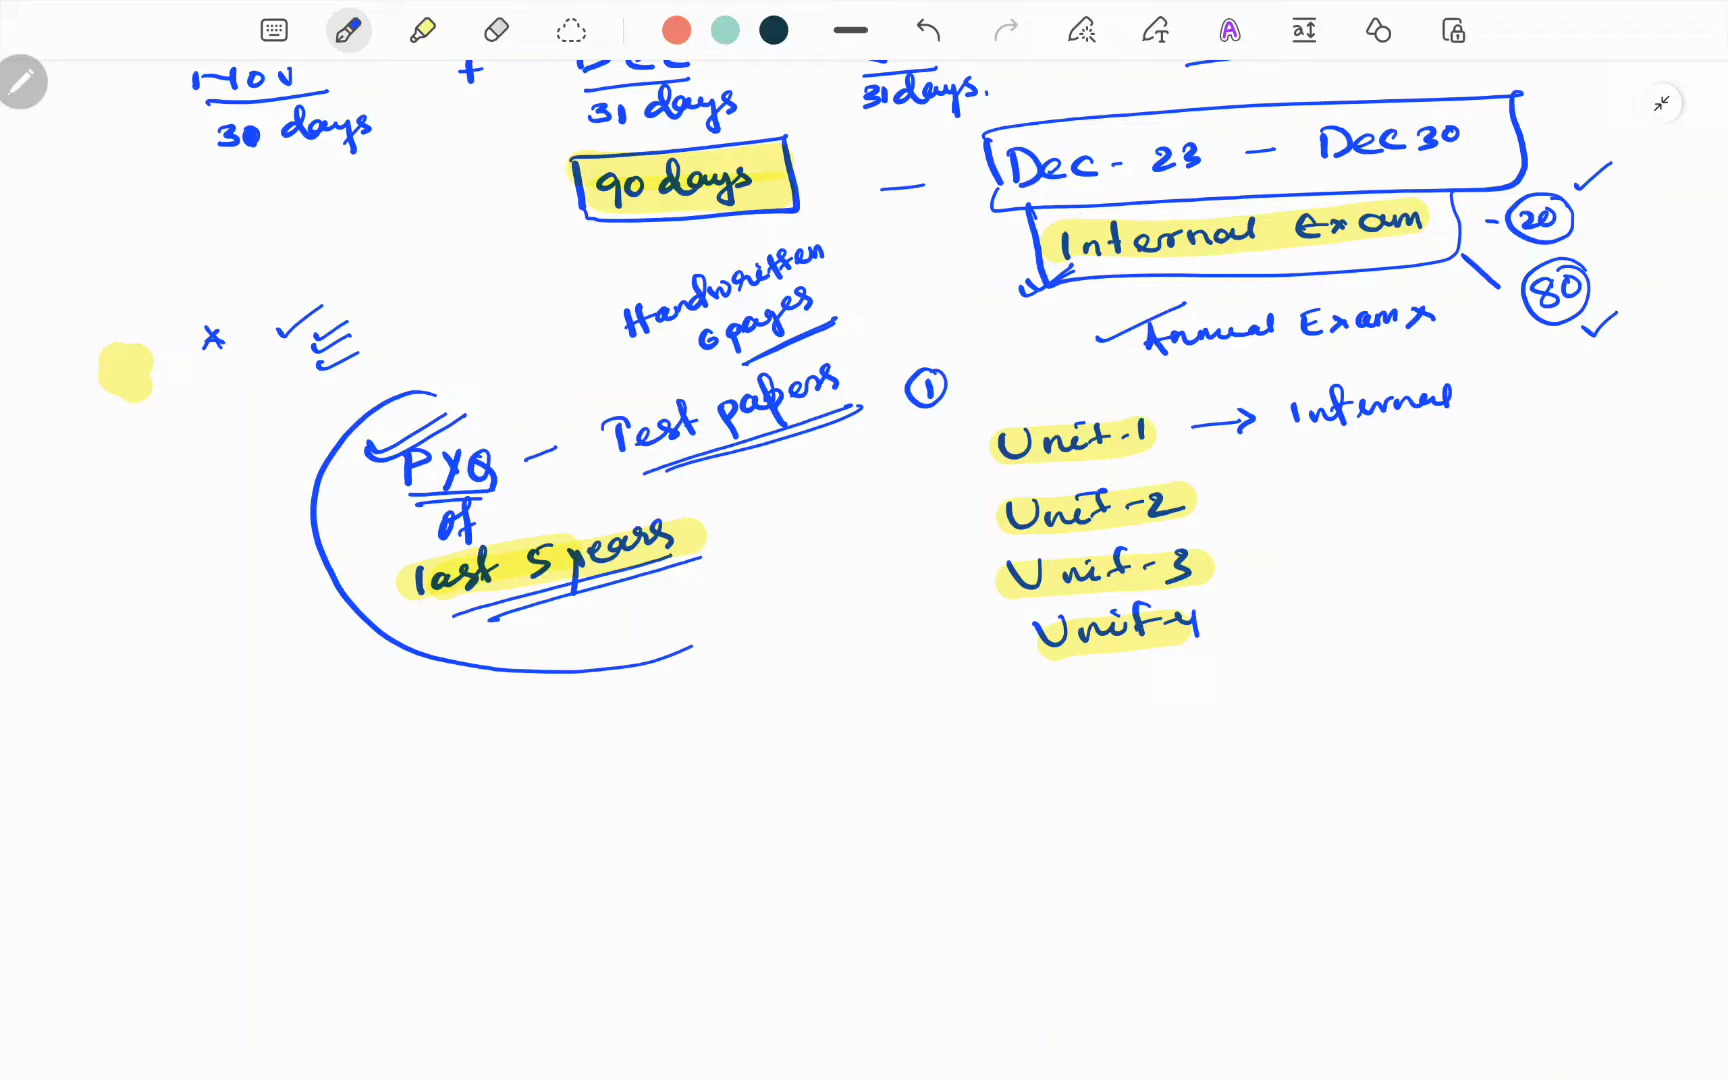 Nov + Dec
30 days
31 days
31 days.
90 days — Dec - 23 — Dec 30
Internal Exam - 20
80
Annual Exam x
Handwritten
6 pages
PYQ — Test papers
of
last 5 years
1
Unit-1 → Internal
Unit-2
Unit-3
Unit-4